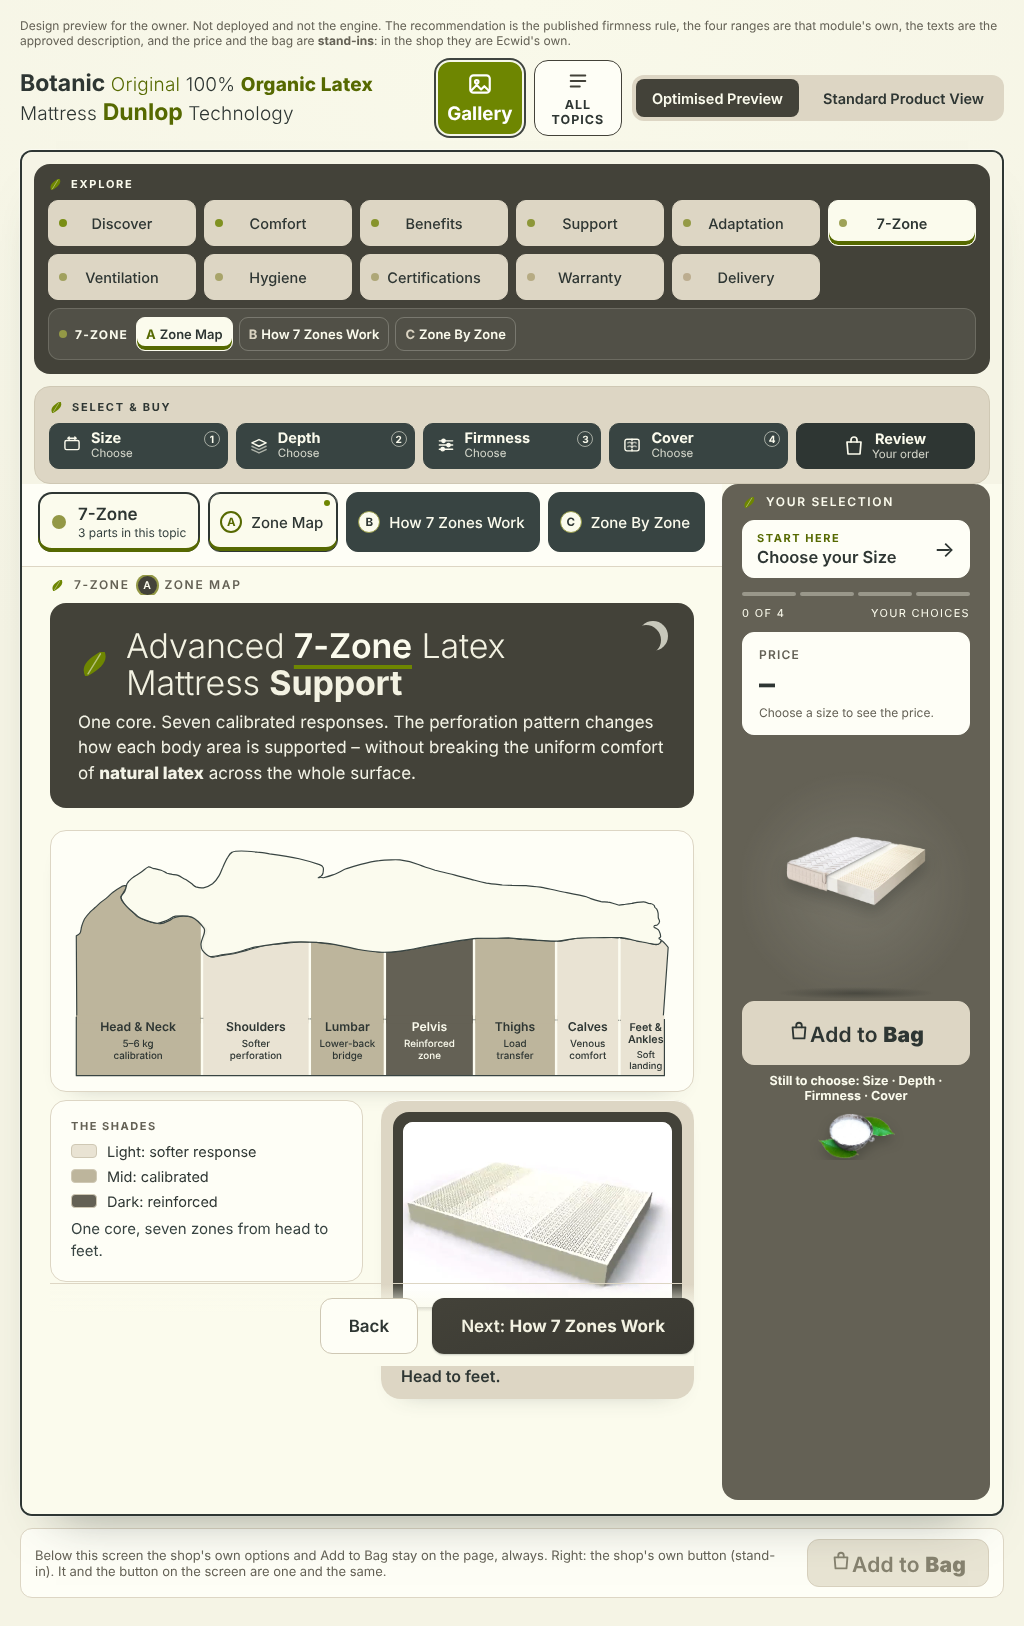 Design preview for the owner. Not deployed and not the engine. The recommendation is the published firmness rule, the four ranges are that module's own, the texts are the
approved description, and the price and the bag are stand-ins: in the shop they are Ecwid's own.
Botanic Original 100% Organic Latex
Mattress Dunlop Technology
Gallery
ALL
TOPICS
Optimised Preview
Standard Product View
EXPLORE
Discover
Comfort
Benefits
Support
Adaptation
7-Zone
Ventilation
Hygiene
Certifications
Warranty
Delivery
7-ZONE
A Zone Map
B How 7 Zones Work
C Zone By Zone
SELECT & BUY
Size
Choose
1
Depth
Choose
2
Firmness
Choose
3
Cover
Choose
4
Review
Your order
7-Zone
3 parts in this topic
A Zone Map
B How 7 Zones Work
C Zone By Zone
7-ZONE A ZONE MAP
Advanced 7-Zone Latex
Mattress Support
One core. Seven calibrated responses. The perforation pattern changes
how each body area is supported – without breaking the uniform comfort
of natural latex across the whole surface.
Head & Neck
5–6 kg
calibration
Shoulders
Softer
perforation
Lumbar
Lower-back
bridge
Pelvis
Reinforced
zone
Thighs
Load
transfer
Calves
Venous
comfort
Feet &
Ankles
Soft
landing
THE SHADES
Light: softer response
Mid: calibrated
Dark: reinforced
One core, seven zones from head to
feet.
Back
Next: How 7 Zones Work
Head to feet.
YOUR SELECTION
START HERE
Choose your Size
0 OF 4
YOUR CHOICES
PRICE
–
Choose a size to see the price.
Add to Bag
Still to choose: Size · Depth ·
Firmness · Cover
Below this screen the shop's own options and Add to Bag stay on the page, always. Right: the shop's own button (stand-
in). It and the button on the screen are one and the same.
Add to Bag